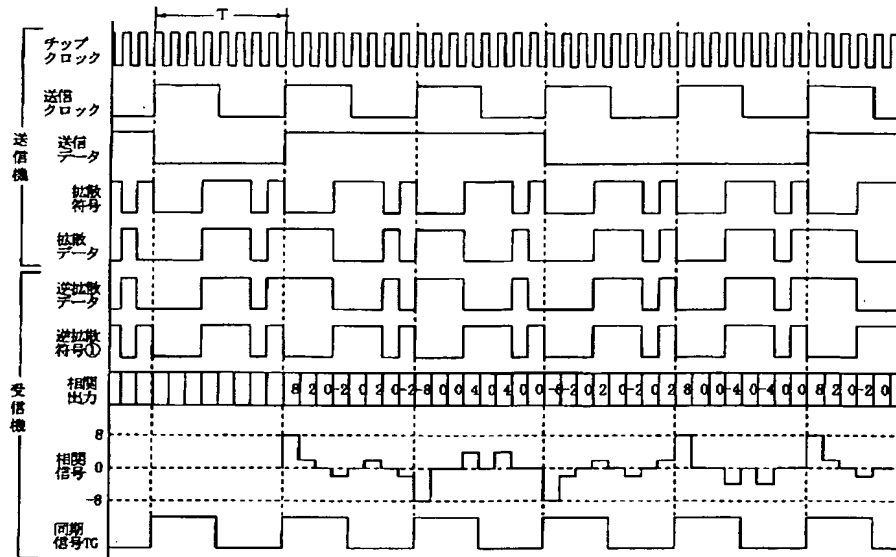 T
チップ
クロック
送信
クロック
送信
データ
拡散
符号
拡散
データ
送信機
逆拡散
データ
逆拡散
符号①
相関
出力
8 2 0 -2 0 2 0 -2 -8 0 0 4 0 4 0 0 -8 -2 0 2 0 -2 0 2 8 0 0 -4 0 -4 0 0 8 2 0 -2 0
相関
信号
8
0
-8
同期
信号TG
受信機